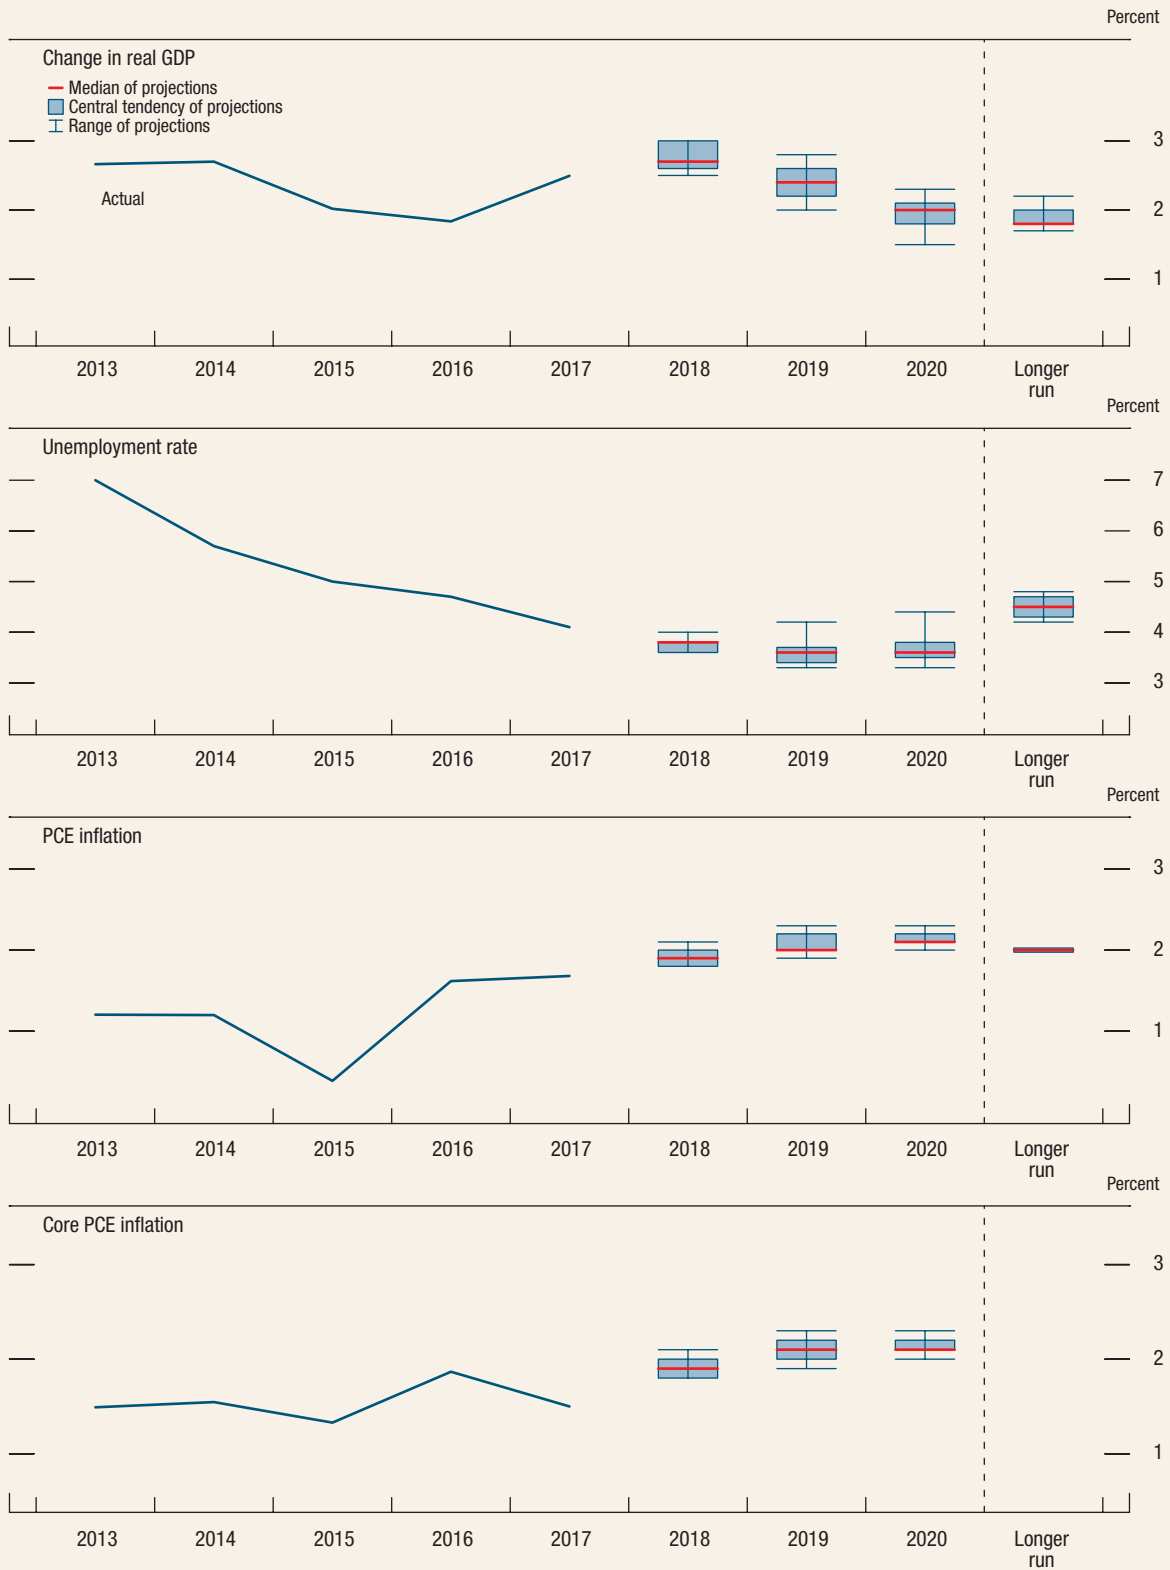 Percent
Change in real GDP
Median of projections
Central tendency of projections
Range of projections
Actual
3
2
1
2013 2014 2015 2016 2017 2018 2019 2020 Longer run
Percent
Unemployment rate
7
6
5
4
3
2013 2014 2015 2016 2017 2018 2019 2020 Longer run
Percent
PCE inflation
3
2
1
2013 2014 2015 2016 2017 2018 2019 2020 Longer run
Percent
Core PCE inflation
3
2
1
2013 2014 2015 2016 2017 2018 2019 2020 Longer run